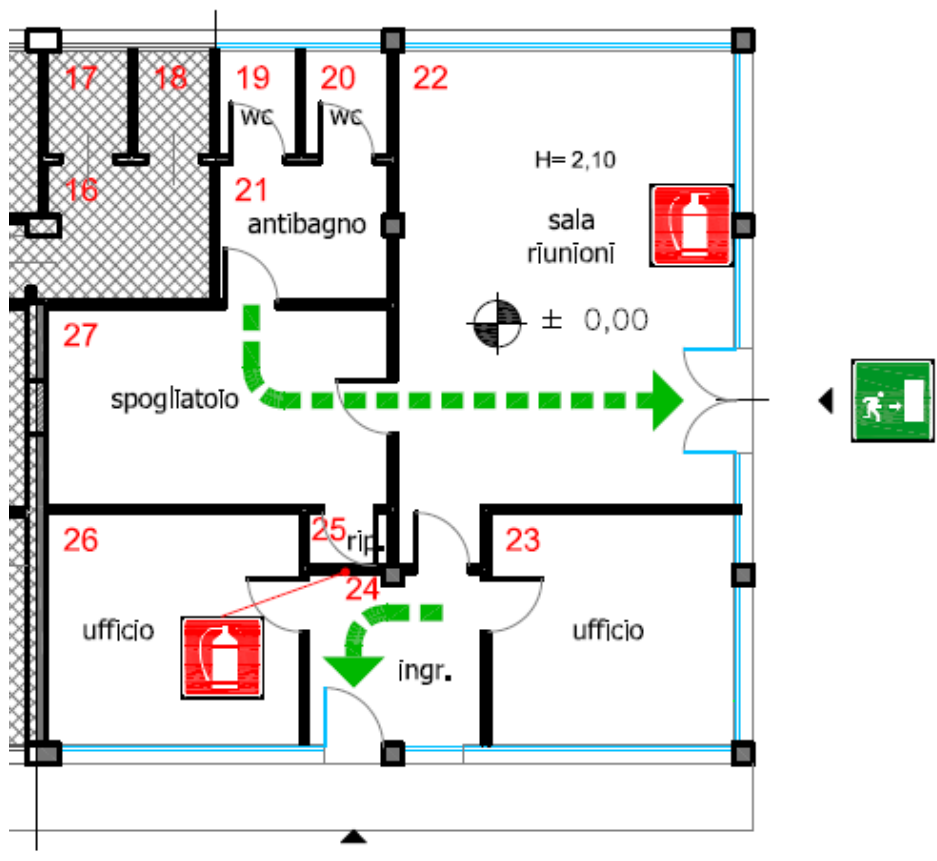 17
18
19
20
22
wc
wc
H= 2,10
16
21
antibagno
sala
riunioni
27
± 0,00
spogliatoio
26
25
rip.
23
24
ufficio
ufficio
ingr.